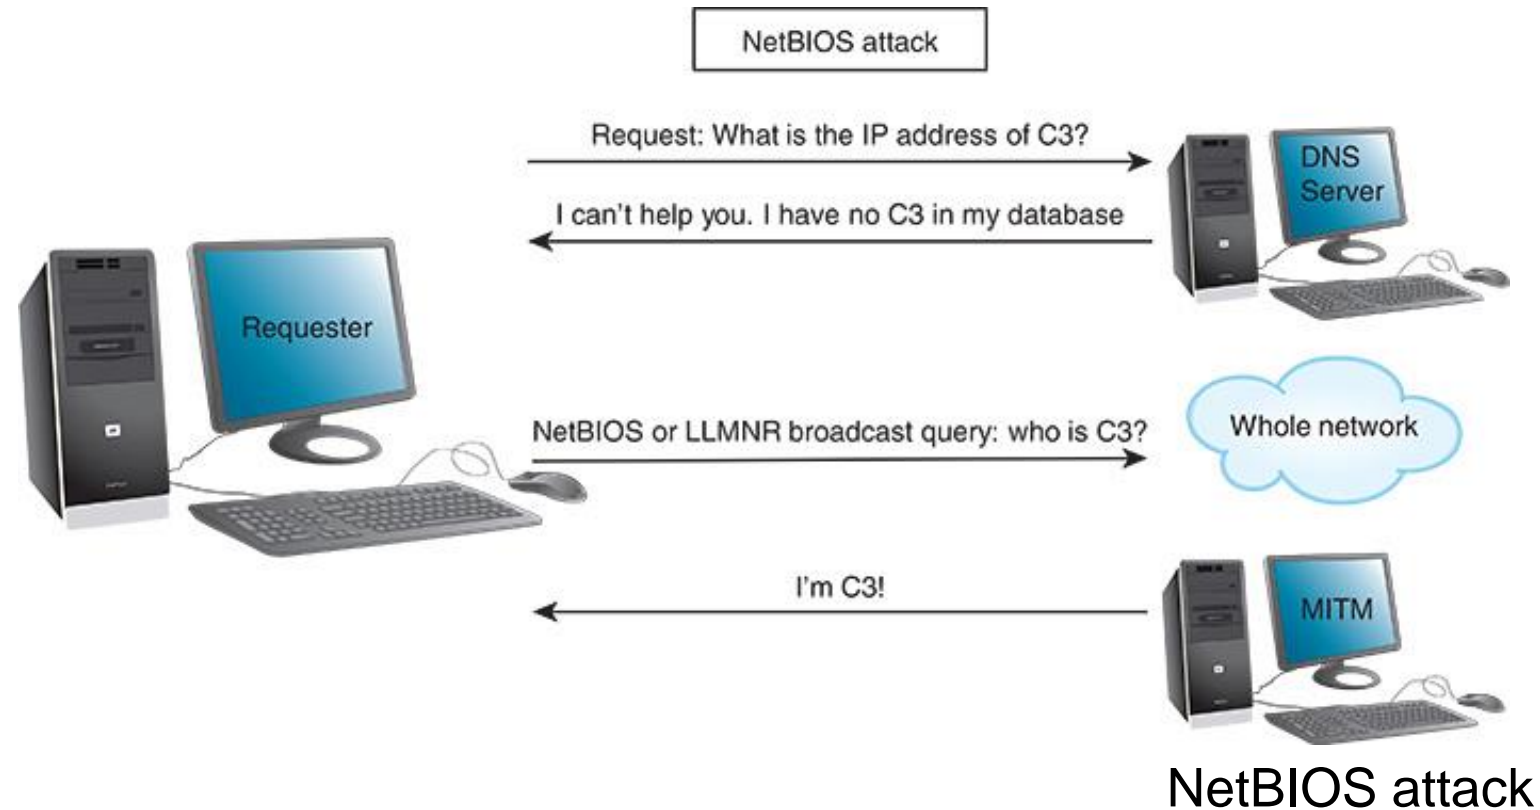 NetBIOS attack
Request: What is the IP address of C3?
DNS
Server
I can't help you. I have no C3 in my database
Requester
NetBIOS or LLMNR broadcast query: who is C3?
Whole network
I'm C3!
MITM
NetBIOS attack